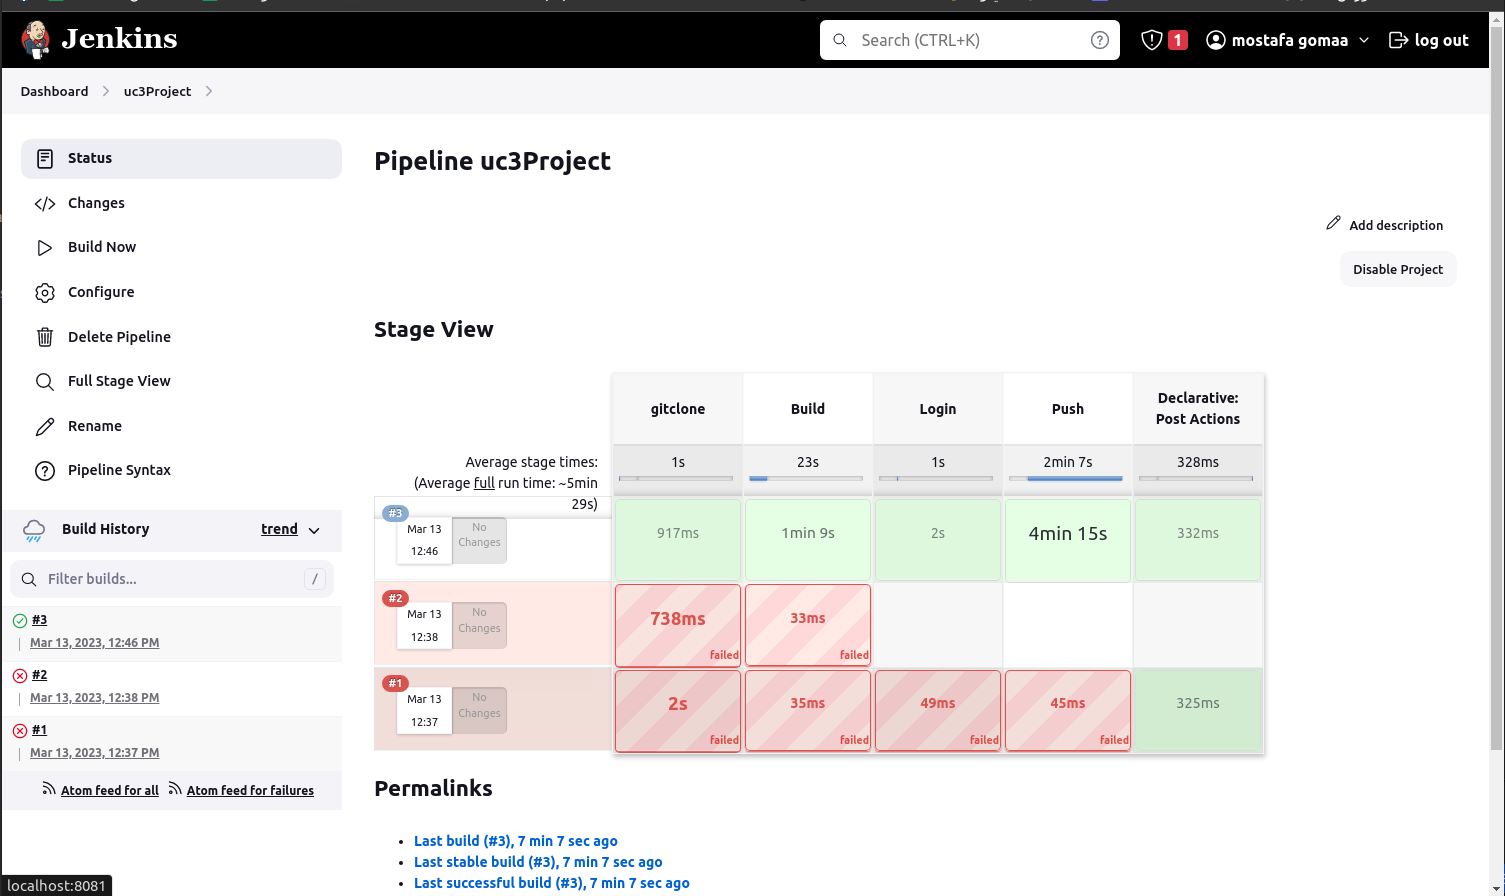 Jenkins
Search (CTRL+K)
1
mostafa gomaa
log out
Dashboard
uc3Project
Status
Changes
Build Now
Configure
Delete Pipeline
Full Stage View
Rename
Pipeline Syntax
Build History
trend
Filter builds...
/
#3
Mar 13, 2023, 12:46 PM
#2
Mar 13, 2023, 12:38 PM
#1
Mar 13, 2023, 12:37 PM
Atom feed for all
Atom feed for failures
Pipeline uc3Project
Add description
Disable Project
Stage View
gitclone
Build
Login
Push
Declarative:
Post Actions
Average stage times:
(Average full run time: ~5min
29s)
1s
23s
1s
2min 7s
328ms
#3
Mar 13
12:46
No
Changes
917ms
1min 9s
2s
4min 15s
332ms
#2
Mar 13
12:38
No
Changes
738ms
failed
33ms
failed
#1
Mar 13
12:37
No
Changes
2s
failed
35ms
failed
49ms
failed
45ms
failed
325ms
Permalinks
Last build (#3), 7 min 7 sec ago
Last stable build (#3), 7 min 7 sec ago
Last successful build (#3), 7 min 7 sec ago
localhost:8081